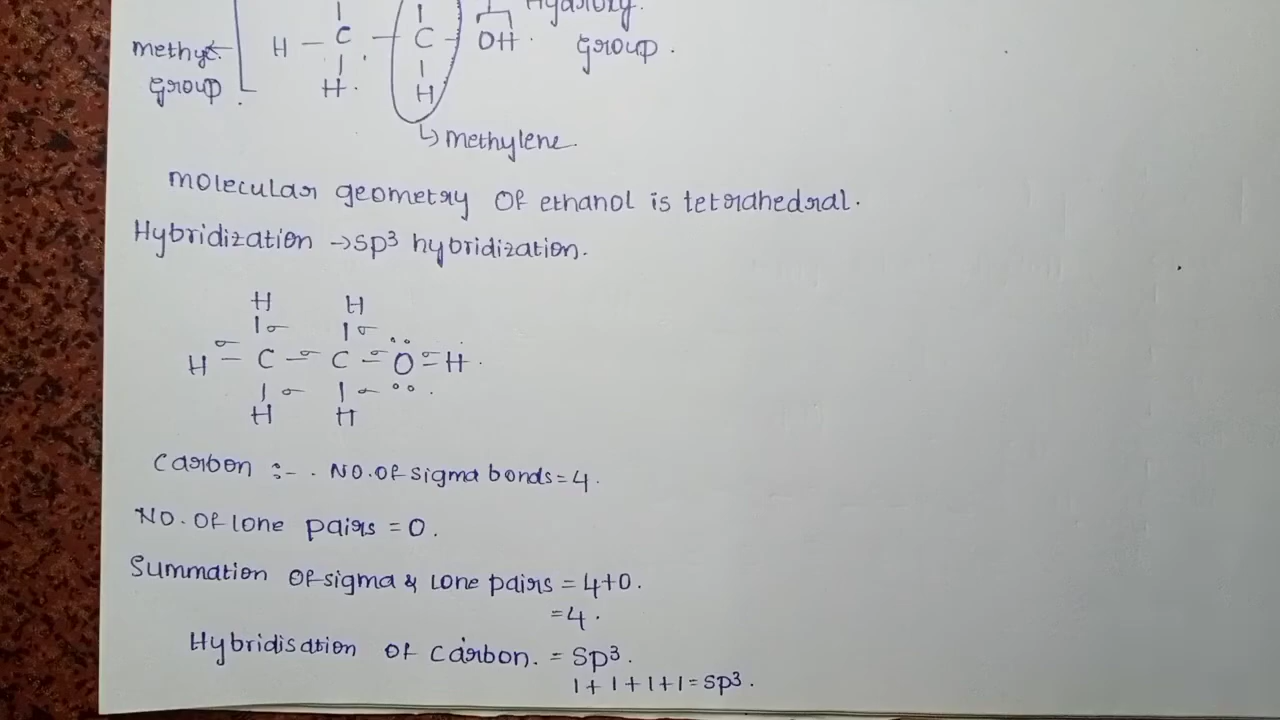 Hydroxy.
methyl group.
H – C – C – OH.
group.
H. H
↳ methylene.
molecular geometry of ethanol is tetrahedral.
Hybridization → sp³ hybridization.
H H
| σ | σ
H σ– C –σ– C –σ– O –σ– H.
| σ | σ
H H
Carbon :- . NO. of sigma bonds = 4.
NO. of lone pairs = 0.
Summation of sigma & lone pairs = 4+0.
= 4.
Hybridisation of carbon. = sp³.
1+1+1+1 = sp³.